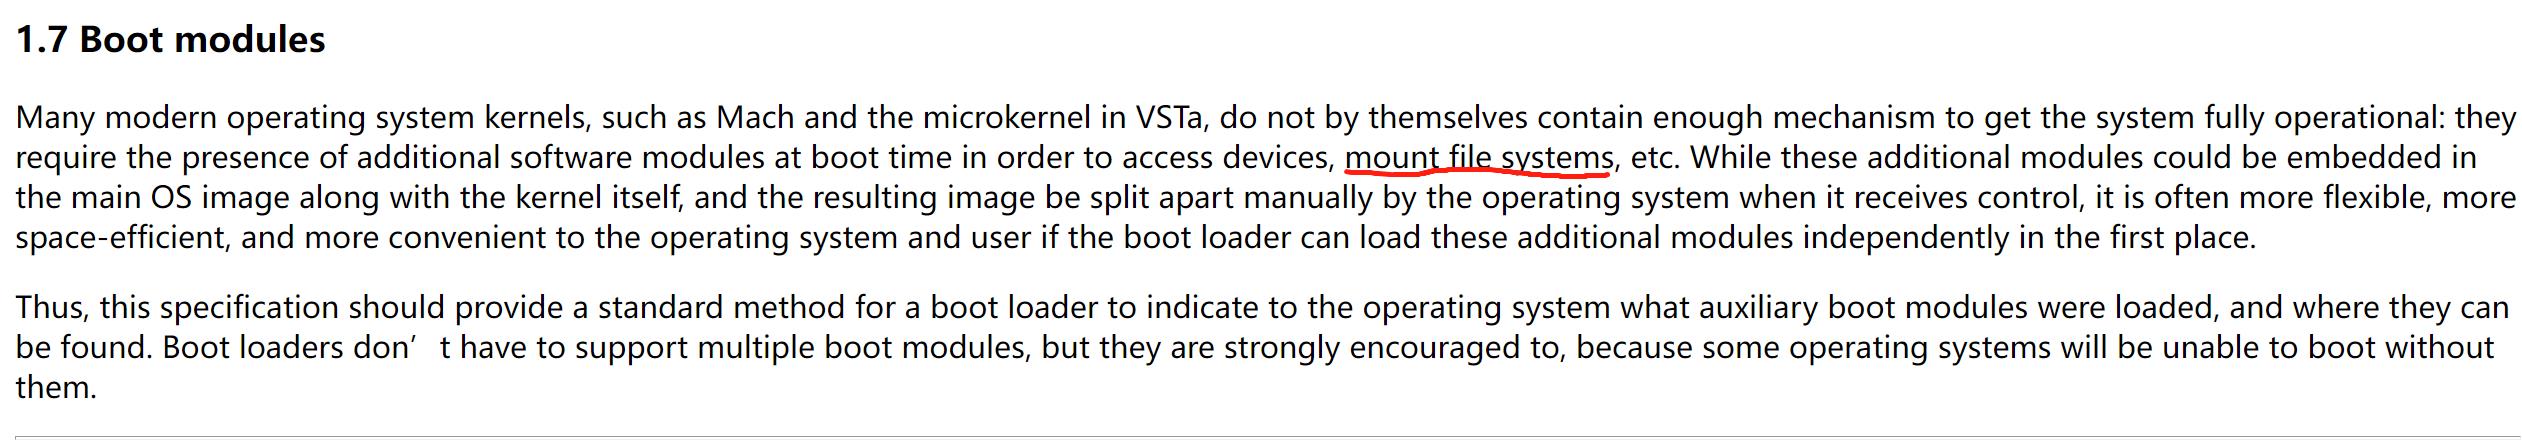 1.7 Boot modules
Many modern operating system kernels, such as Mach and the microkernel in VSTa, do not by themselves contain enough mechanism to get the system fully operational: they
require the presence of additional software modules at boot time in order to access devices, mount file systems, etc. While these additional modules could be embedded in
the main OS image along with the kernel itself, and the resulting image be split apart manually by the operating system when it receives control, it is often more flexible, more
space-efficient, and more convenient to the operating system and user if the boot loader can load these additional modules independently in the first place.
Thus, this specification should provide a standard method for a boot loader to indicate to the operating system what auxiliary boot modules were loaded, and where they can
be found. Boot loaders don’t have to support multiple boot modules, but they are strongly encouraged to, because some operating systems will be unable to boot without
them.